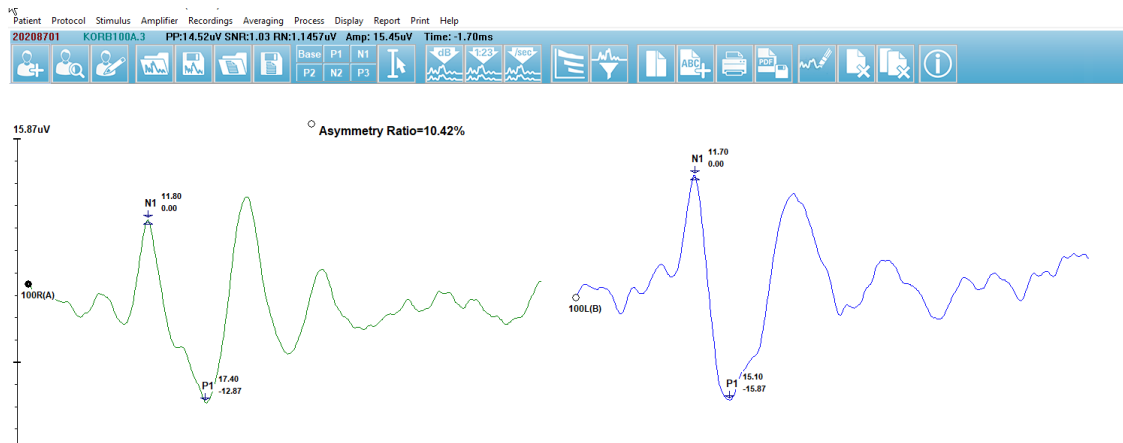 Patient Protocol Stimulus Amplifier Recordings Averaging Process Display Report Print Help
20208701 KORB100A.3 PP:14.52uV SNR:1.03 RN:1.1457uV Amp: 15.45uV Time: -1.70ms
Base P1 N1
P2 N2 P3
dB 1:23 /sec
ABC
PDF
15.87uV
Asymmetry Ratio=10.42%
N1 11.80
0.00
N1 11.70
0.00
100R(A)
100L(B)
P1 17.40
-12.87
P1 15.10
-15.87